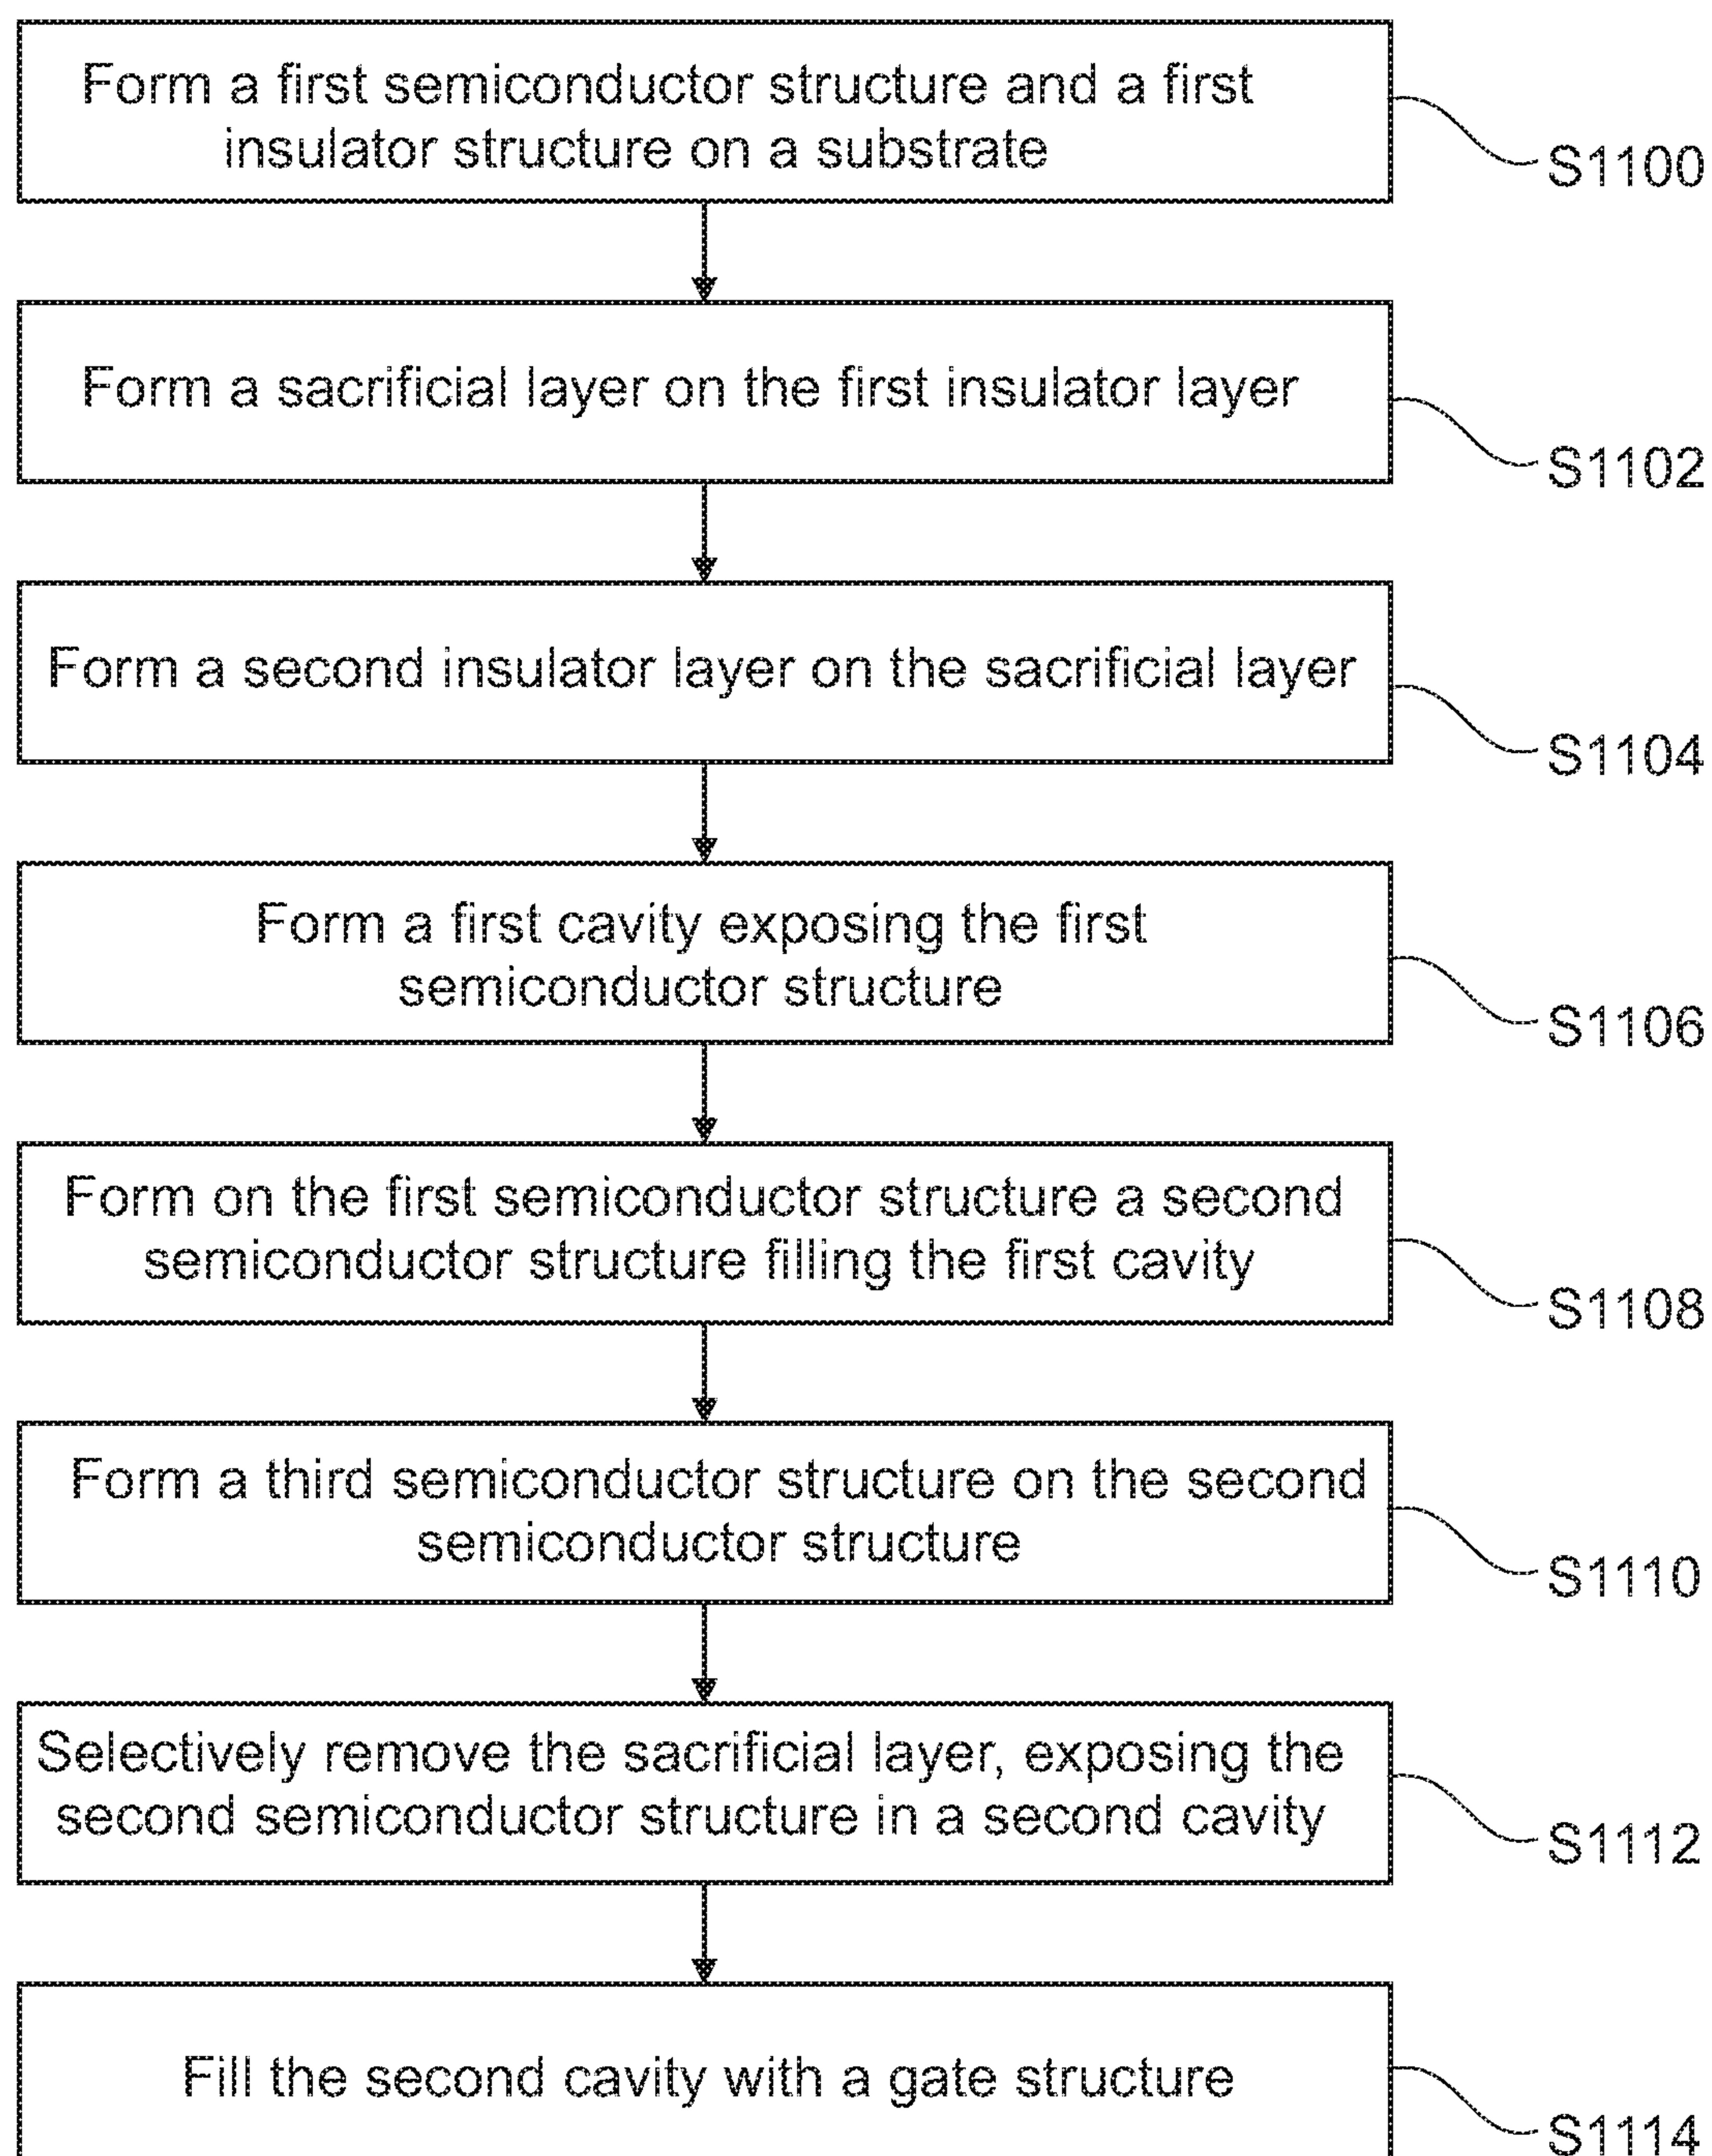 Form a first semiconductor structure and a first
insulator structure on a substrate
S1100
Form a sacrificial layer on the first insulator layer
S1102
Form a second insulator layer on the sacrificial layer
S1104
Form a first cavity exposing the first
semiconductor structure
S1106
Form on the first semiconductor structure a second
semiconductor structure filling the first cavity
S1108
Form a third semiconductor structure on the second
semiconductor structure
S1110
Selectively remove the sacrificial layer, exposing the
second semiconductor structure in a second cavity
S1112
Fill the second cavity with a gate structure
S1114